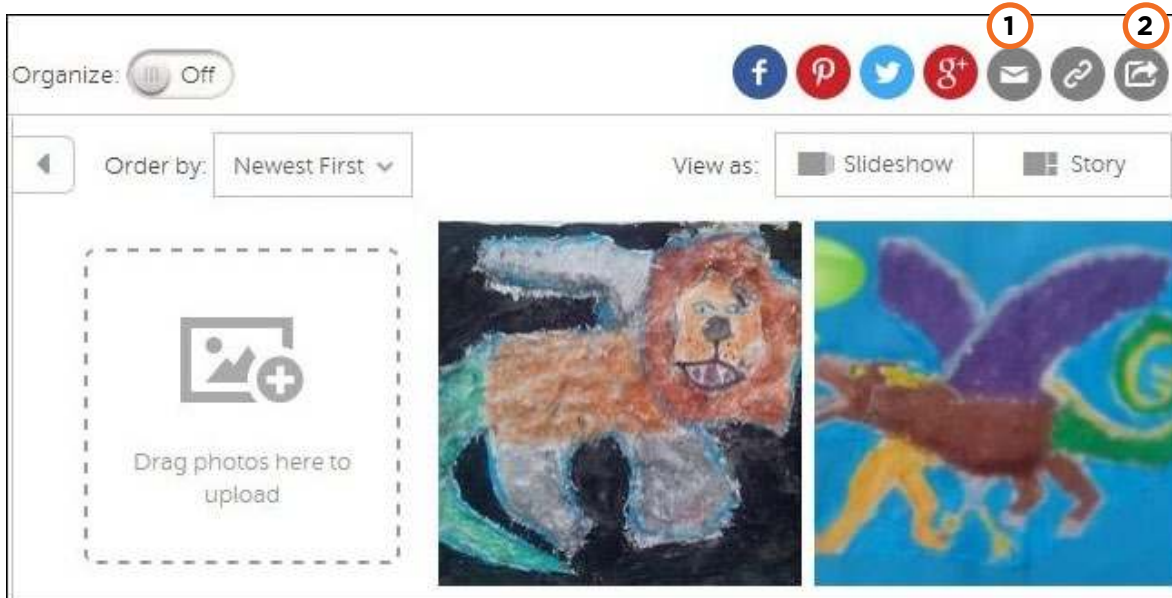 1 2
Organize: Off
f g+
Order by: Newest First View as: Slideshow Story
Drag photos here to
upload